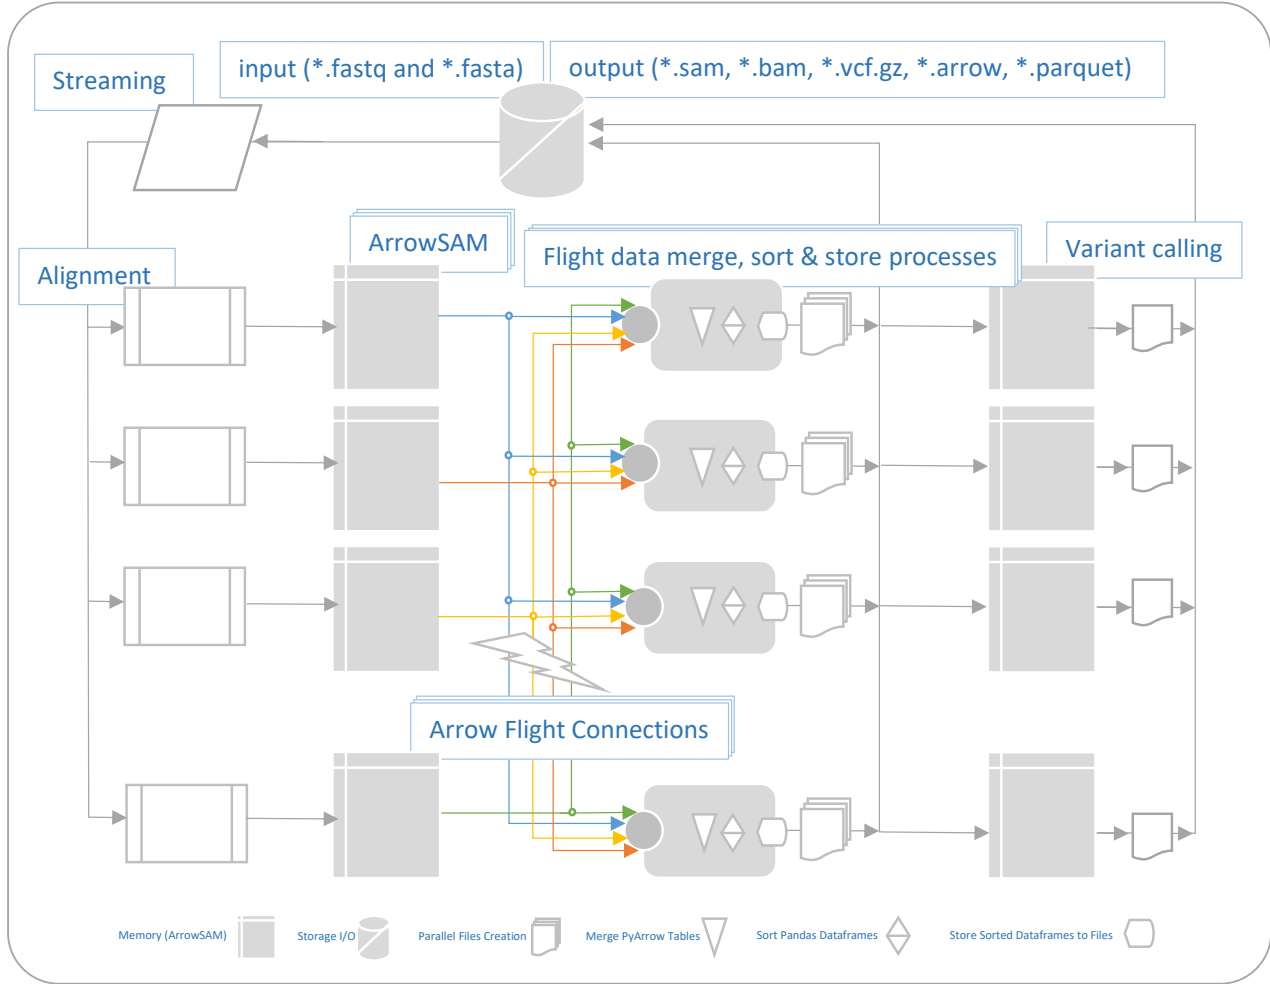 Streaming
input (*.fastq and *.fasta)
output (*.sam, *.bam, *.vcf.gz, *.arrow, *.parquet)
ArrowSAM
Flight data merge, sort & store processes
Variant calling
Alignment
Arrow Flight Connections
Memory (ArrowSAM)
Storage I/O
Parallel Files Creation
Merge PyArrow Tables
Sort Pandas Dataframes
Store Sorted Dataframes to Files